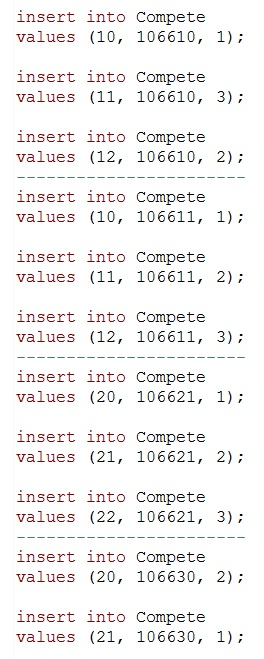 insert into Compete
values (10, 106610, 1);
insert into Compete
values (11, 106610, 3);
insert into Compete
values (12, 106610, 2);
-----------------------
insert into Compete
values (10, 106611, 1);
insert into Compete
values (11, 106611, 2);
insert into Compete
values (12, 106611, 3);
-----------------------
insert into Compete
values (20, 106621, 1);
insert into Compete
values (21, 106621, 2);
insert into Compete
values (22, 106621, 3);
-----------------------
insert into Compete
values (20, 106630, 2);
insert into Compete
values (21, 106630, 1);